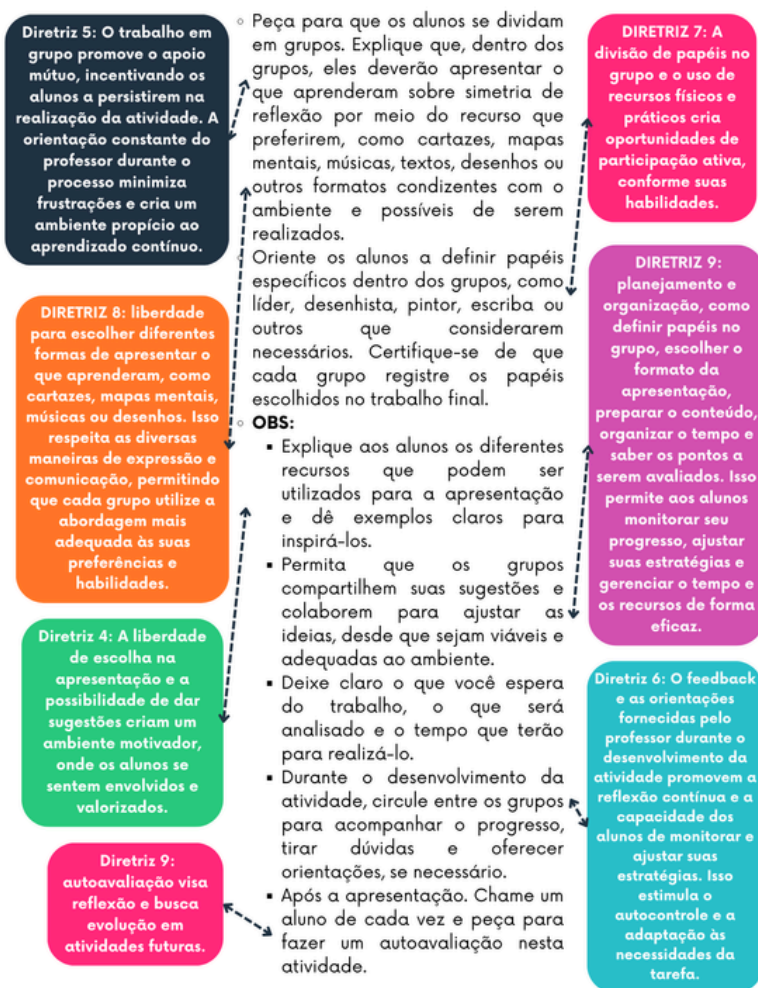 Diretriz 5: O trabalho em
grupo promove o apoio
mútuo, incentivando os
alunos a persistirem na
realização da atividade. A
orientação constante do
professor durante o
processo minimiza
frustrações e cria um
ambiente propício ao
aprendizado contínuo.
DIRETRIZ 8: liberdade
para escolher diferentes
formas de apresentar o
que aprenderam, como
cartazes, mapas mentais,
músicas ou desenhos. Isso
respeita as diversas
maneiras de expressão e
comunicação, permitindo
que cada grupo utilize a
abordagem mais
adequada às suas
preferências e
habilidades.
Diretriz 4: A liberdade
de escolha na
apresentação e a
possibilidade de dar
sugestões criam um
ambiente motivador,
onde os alunos se
sentem envolvidos e
valorizados.
Diretriz 9:
autoavaliação visa
reflexão e busca
evolução em
atividades futuras.
◦ Peça para que os alunos se dividam
em grupos. Explique que, dentro dos
grupos, eles deverão apresentar o
que aprenderam sobre simetria de
reflexão por meio do recurso que
preferirem, como cartazes, mapas
mentais, músicas, textos, desenhos ou
outros formatos condizentes com o
ambiente e possíveis de serem
realizados.
◦ Oriente os alunos a definir papéis
específicos dentro dos grupos, como
líder, desenhista, pintor, escriba ou
outros que considerarem
necessários. Certifique-se de que
cada grupo registre os papéis
escolhidos no trabalho final.
◦ OBS:
▪ Explique aos alunos os diferentes
recursos que podem ser
utilizados para a apresentação
e dê exemplos claros para
inspirá-los.
▪ Permita que os grupos
compartilhem suas sugestões e
colaborem para ajustar as
ideias, desde que sejam viáveis e
adequadas ao ambiente.
▪ Deixe claro o que você espera
do trabalho, o que será
analisado e o tempo que terão
para realizá-lo.
▪ Durante o desenvolvimento da
atividade, circule entre os grupos
para acompanhar o progresso,
tirar dúvidas e oferecer
orientações, se necessário.
▪ Após a apresentação. Chame um
aluno de cada vez e peça para
fazer um autoavaliação nesta
atividade.
DIRETRIZ 7: A
divisão de papéis no
grupo e o uso de
recursos físicos e
práticos cria
oportunidades de
participação ativa,
conforme suas
habilidades.
DIRETRIZ 9:
planejamento e
organização, como
definir papéis no
grupo, escolher o
formato da
apresentação,
preparar o conteúdo,
organizar o tempo e
saber os pontos a
serem avaliados. Isso
permite aos alunos
monitorar seu
progresso, ajustar
suas estratégias e
gerenciar o tempo e
os recursos de forma
eficaz.
Diretriz 6: O feedback
e as orientações
fornecidas pelo
professor durante o
desenvolvimento da
atividade promovem a
reflexão contínua e a
capacidade dos
alunos de monitorar e
ajustar suas
estratégias. Isso
estimula o
autocontrole e a
adaptação às
necessidades da
tarefa.